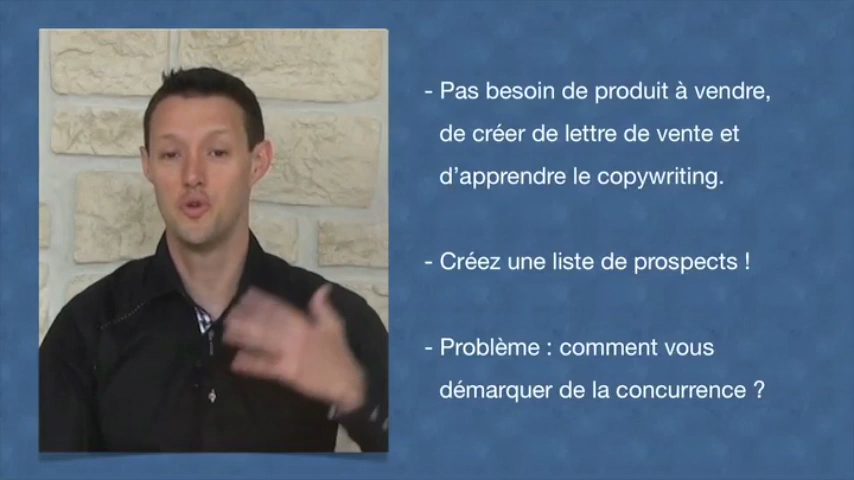 - Pas besoin de produit à vendre,
de créer de lettre de vente et
d’apprendre le copywriting.
- Créez une liste de prospects !
- Problème : comment vous
démarquer de la concurrence ?